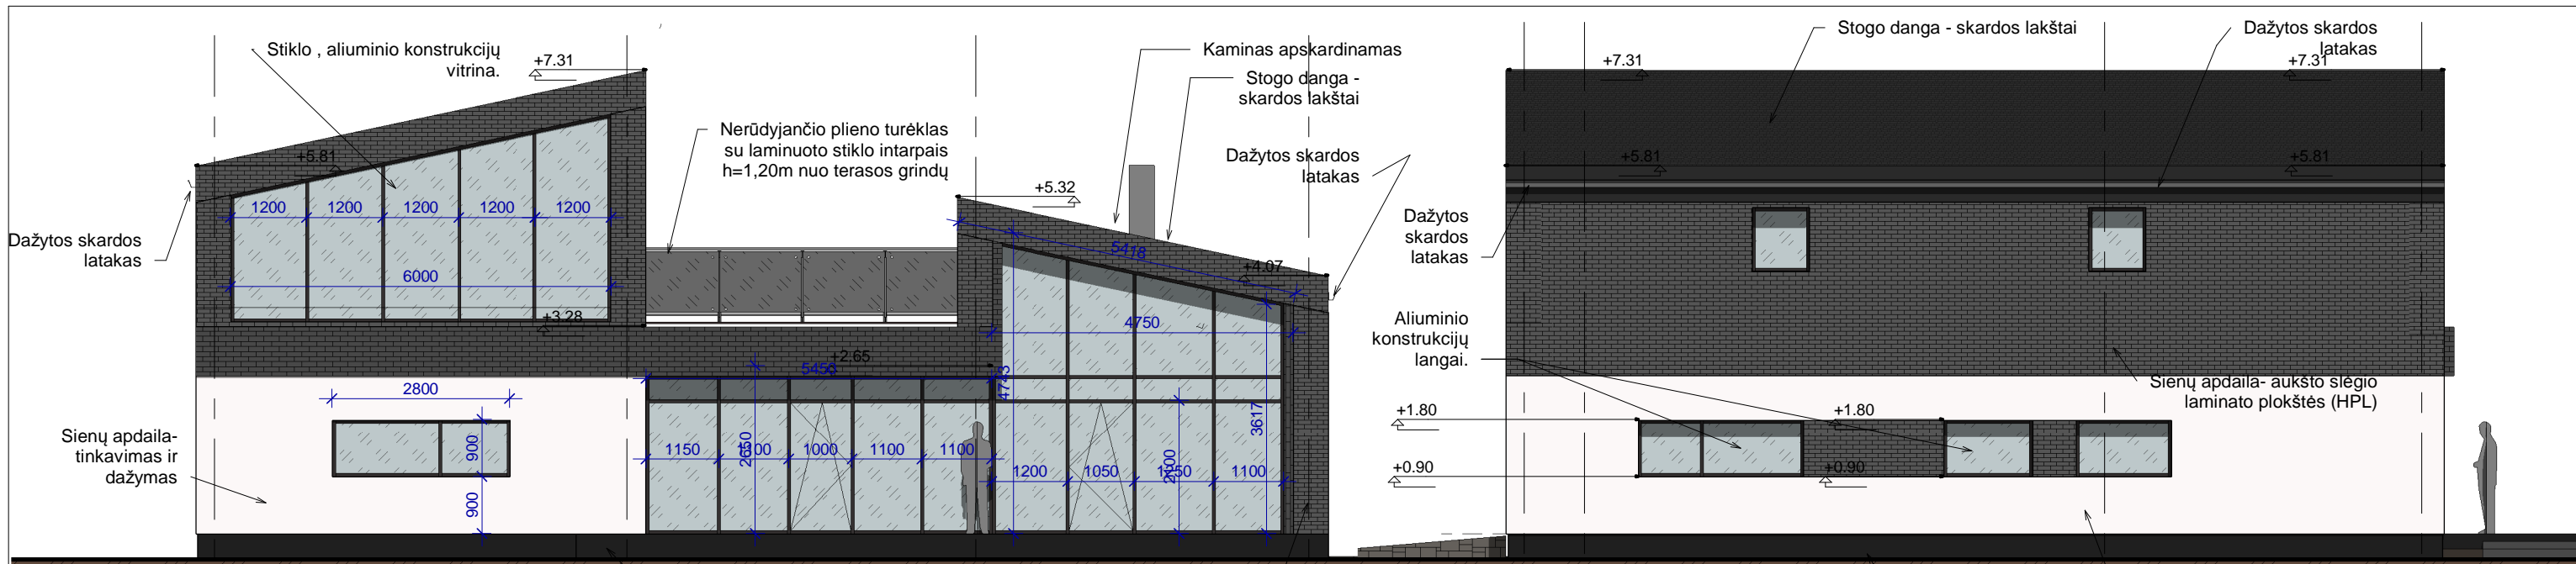 Stiklo , aliuminio konstrukcijų
vitrina.
+7.31
Kaminas apskardinamas
Stogo danga -
skardos lakštai
Nerūdyjančio plieno turėklas
su laminuoto stiklo intarpais
h=1,20m nuo terasos grindų
Dažytos skardos
latakas
+5.81
+5.32
1200
1200
1200
1200
1200
Dažytos skardos
latakas
6000
5418
+4.07
+3.28
4750
+2.65
5450
2800
4743
3617
Sienų apdaila-
tinkavimas ir
dažymas
900
900
1150
1000
1100
1100
2650
1200
1050
1100
2100
Stogo danga - skardos lakštai
Dažytos skardos
latakas
+7.31
+7.31
+5.81
+5.81
Dažytos
skardos
latakas
Aliuminio
konstrukcijų
langai.
Sienų apdaila- aukšto slėgio
laminato plokštės (HPL)
+1.80
+1.80
+0.90
+0.90